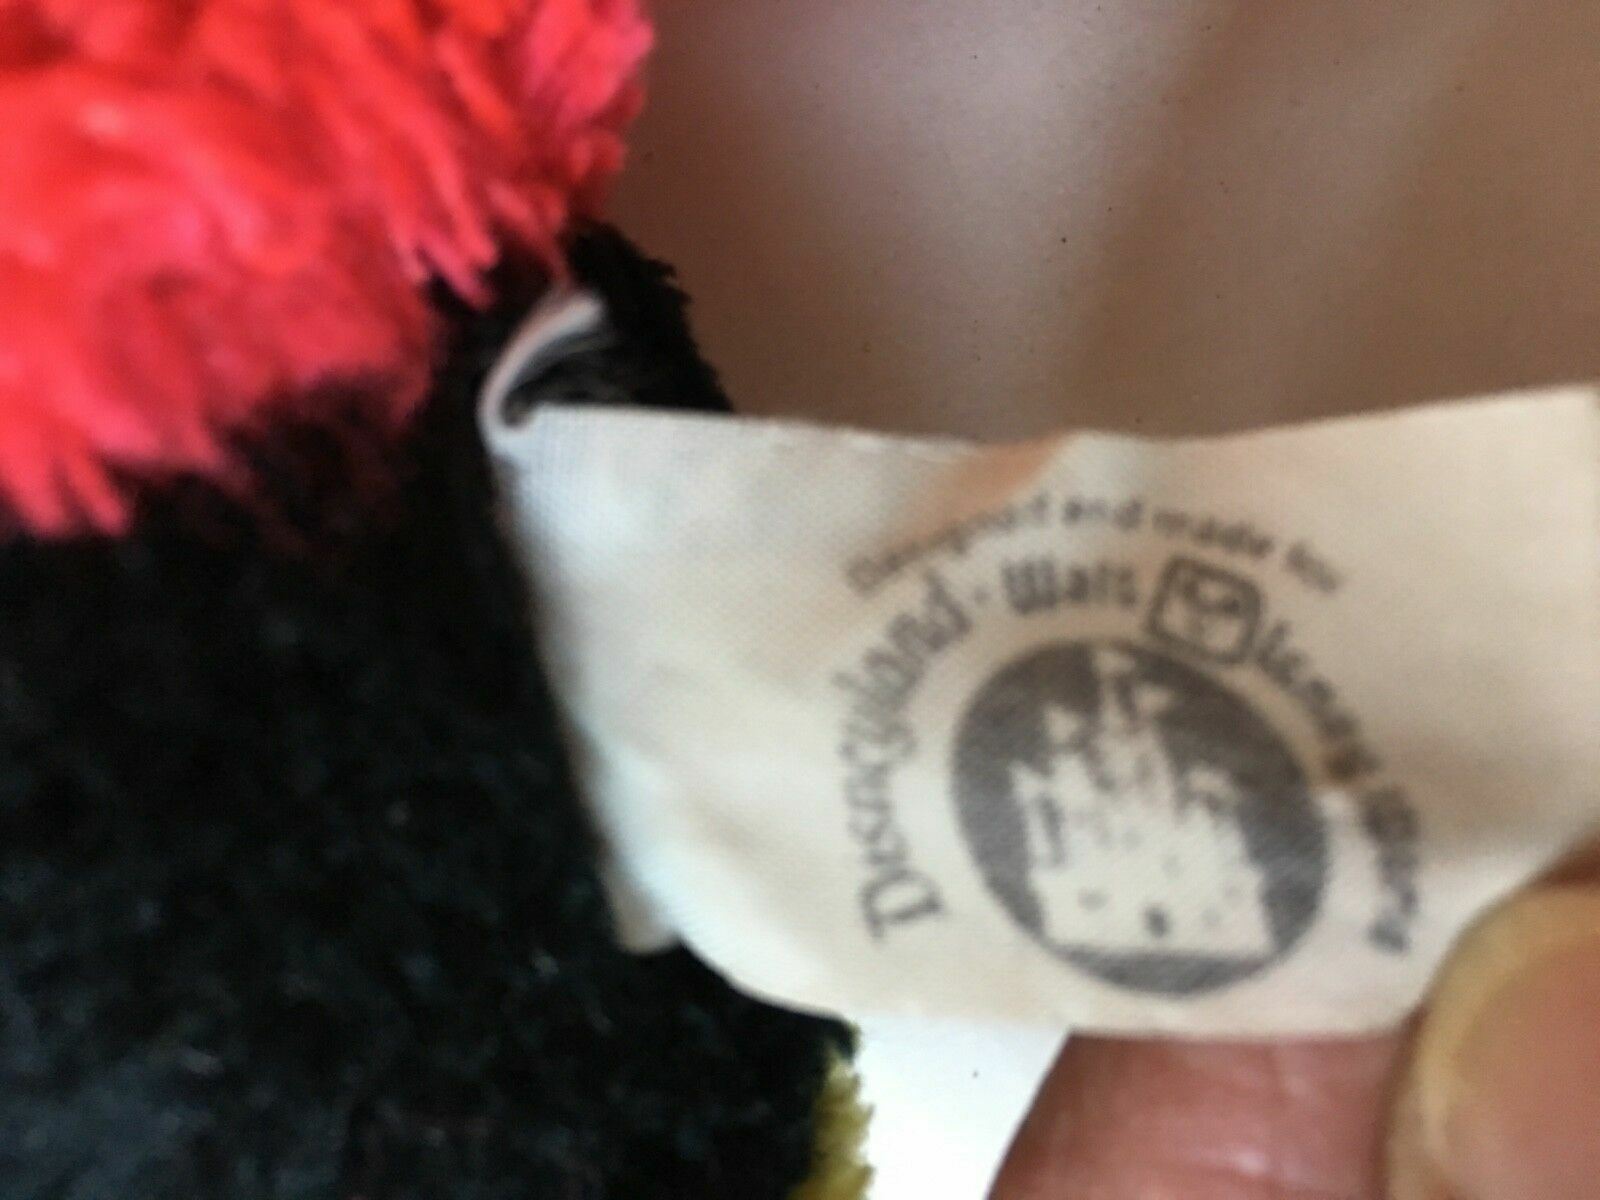 Designed and made for
Disneyland · Walt Disney World